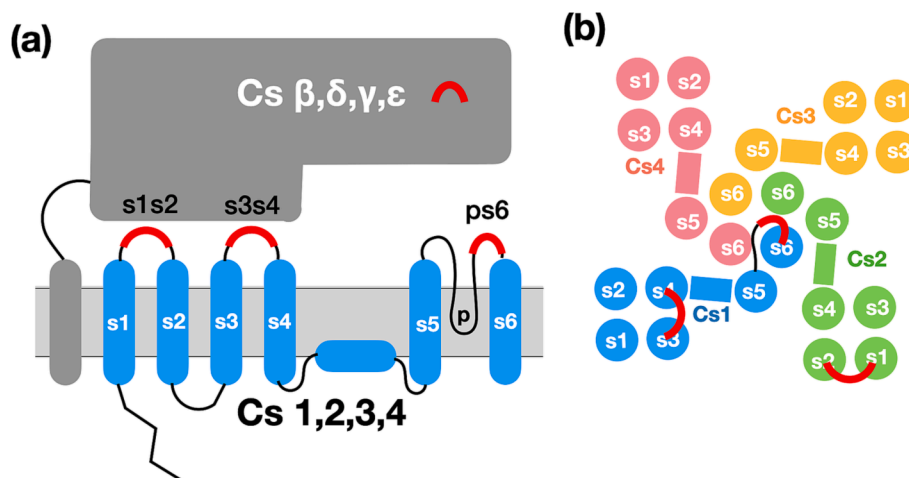 (a)
Cs β,δ,γ,ε
s1s2 s3s4 ps6
s1 s2 s3 s4 s5 p s6
Cs 1,2,3,4
(b)
s1 s2 s2 s1
Cs3
s3 s4 s5 s4 s3
Cs4
s6 s6
s5 s5
s6 s6
Cs2
s2 s4 s5
Cs1
s4 s3
s1 s3
s2 s1